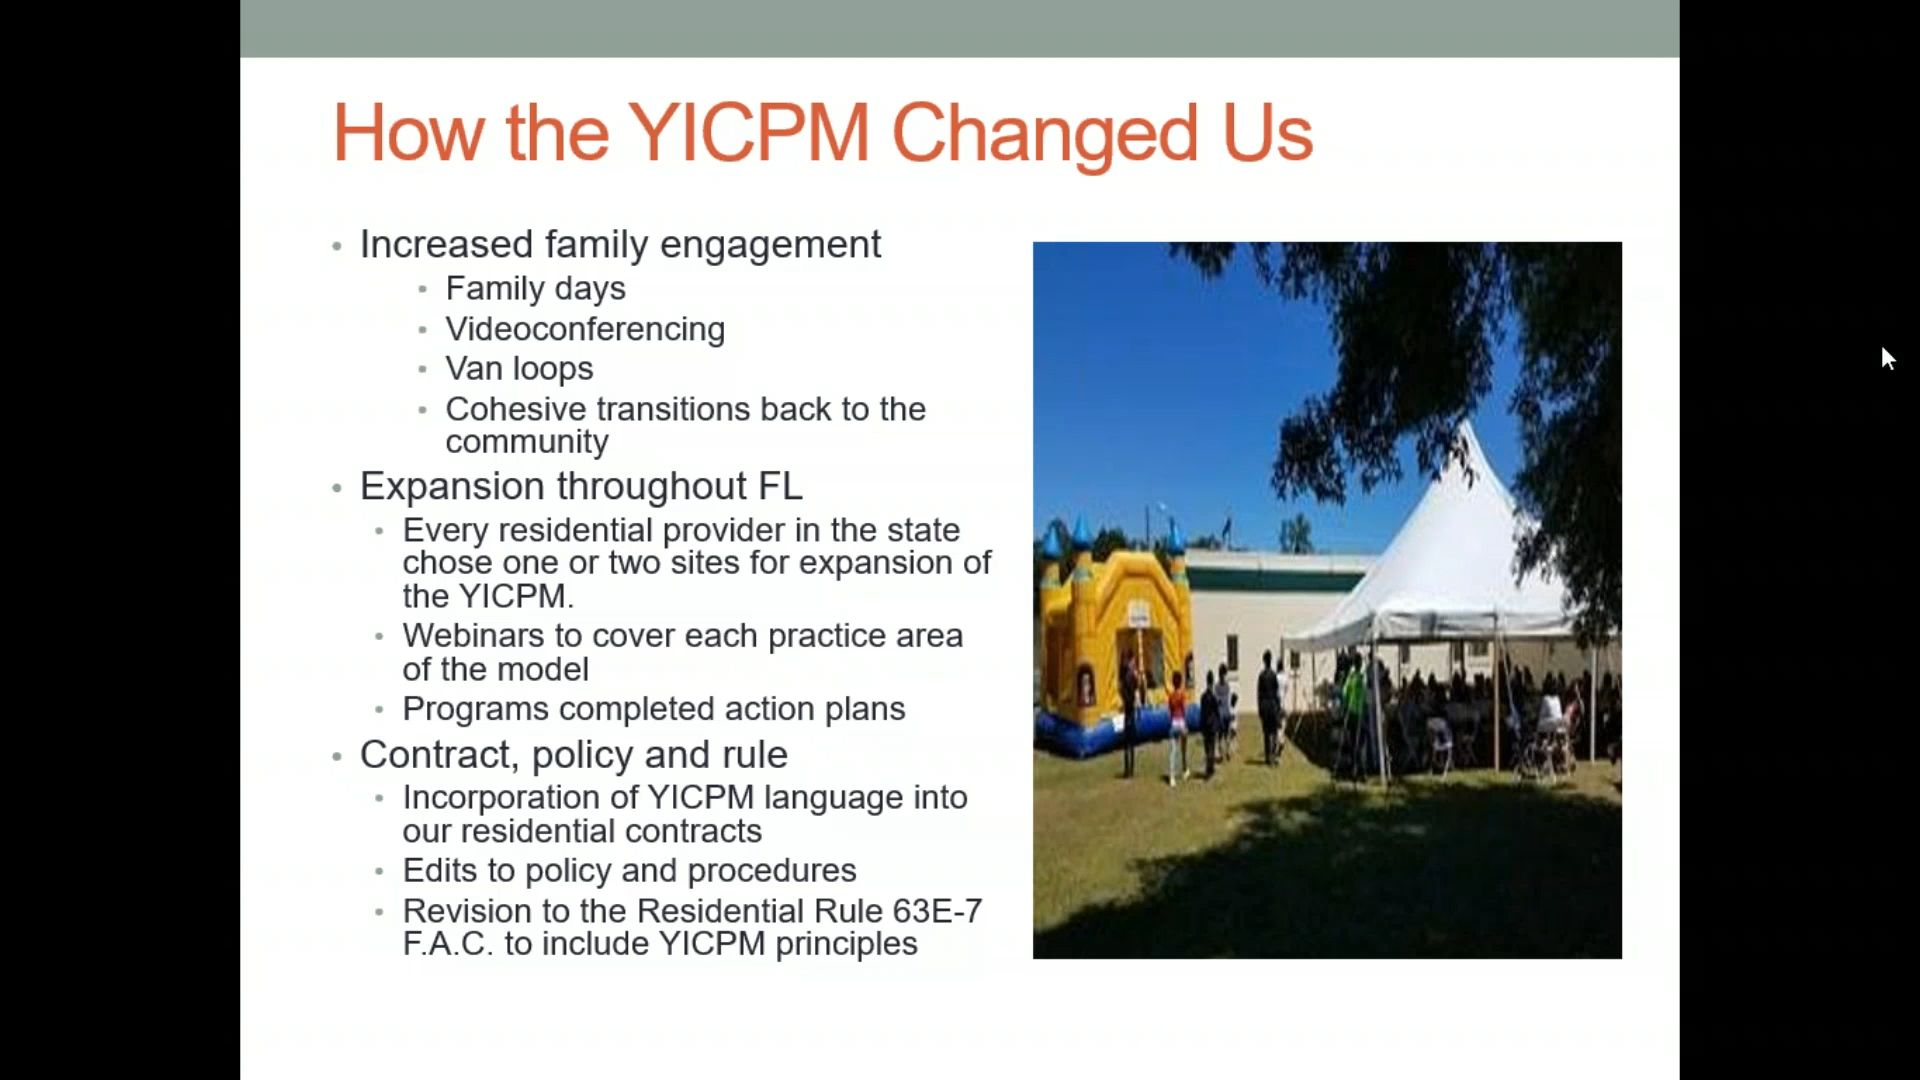 How the YICPM Changed Us
• Increased family engagement
• Family days
• Videoconferencing
• Van loops
• Cohesive transitions back to the
community
• Expansion throughout FL
• Every residential provider in the state
chose one or two sites for expansion of
the YICPM.
• Webinars to cover each practice area
of the model
• Programs completed action plans
• Contract, policy and rule
• Incorporation of YICPM language into
our residential contracts
• Edits to policy and procedures
• Revision to the Residential Rule 63E-7
F.A.C. to include YICPM principles